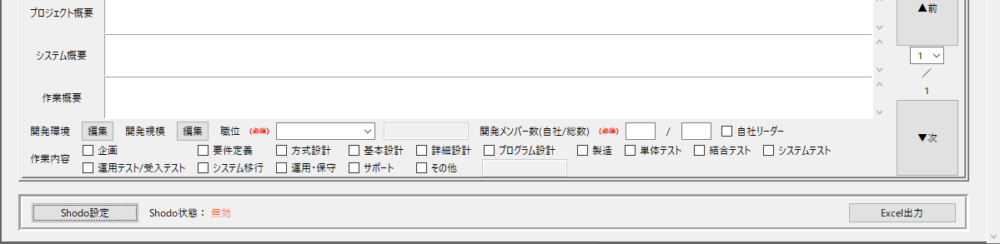 プロジェクト概要
▲前
システム概要
1
／
作業概要
1
開発環境 編集 開発規模 編集 職位 (必須) 開発メンバー数(自社/総数) (必須) / 自社リーダー
▼次
作業内容 企画 要件定義 方式設計 基本設計 詳細設計 プログラム設計 製造 単体テスト 結合テスト システムテスト
運用テスト/受入テスト システム移行 運用・保守 サポート その他
Shodo設定 Shodo状態： 無効 Excel出力